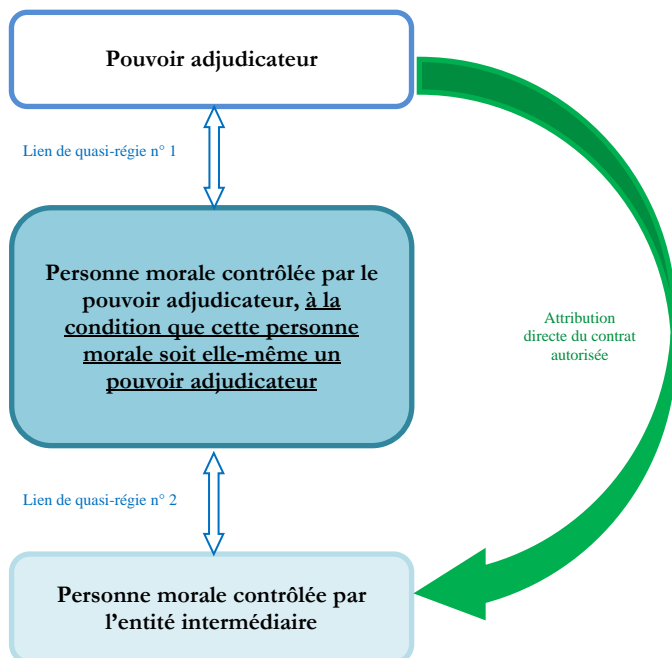 Pouvoir adjudicateur
Lien de quasi-régie n° 1
Personne morale contrôlée par le
pouvoir adjudicateur, à la
condition que cette personne
morale soit elle-même un
pouvoir adjudicateur
Attribution
directe du contrat
autorisée
Lien de quasi-régie n° 2
Personne morale contrôlée par
l'entité intermédiaire